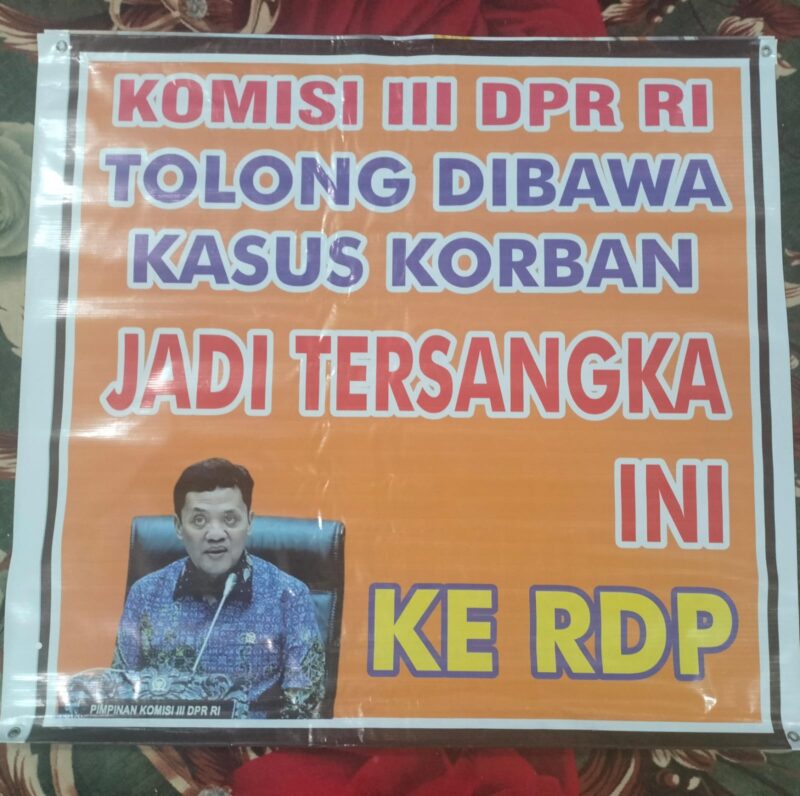 KOMISI III DPR RI
TOLONG DIBAWA
KASUS KORBAN
JADI TERSANGKA
INI
KE RDP
PIMPINAN KOMISI III DPR RI